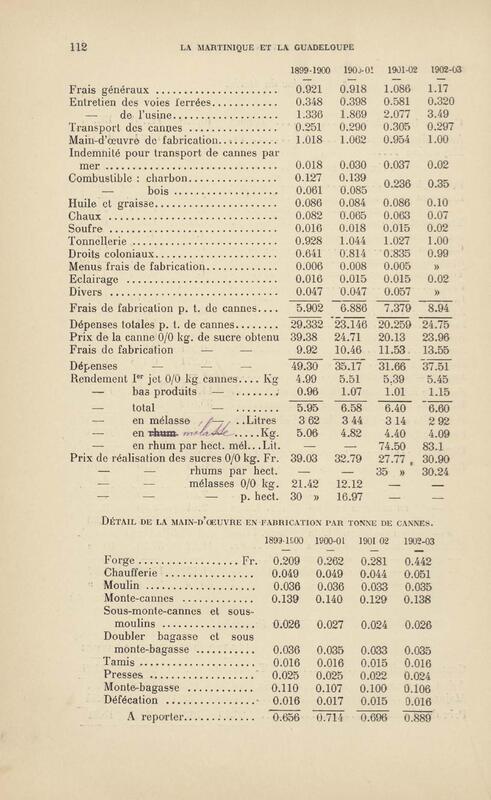 112 LA MARTINIQUE ET LA GUADELOUPE
1899-1900 1900-01 1901-02 1902-03
Frais généraux ...................... 0.921 0.918 1.086 1.17
Entretien des voies ferrées............ 0.348 0.398 0.581 0.320
— de l'usine................... 1.336 1.869 2.077 3.49
Transport des cannes ................ 0.251 0.290 0.305 0.297
Main-d'œuvre de fabrication........... 1.018 1.062 0.954 1.00
Indemnité pour transport de cannes par
mer ............................... 0.018 0.030 0.037 0.02
Combustible : charbon................ 0.127 0.139
0.236 0.35
— bois ................... 0.061 0.085
Huile et graisse...................... 0.086 0.084 0.086 0.10
Chaux .............................. 0.082 0.065 0.063 0.07
Soufre .............................. 0.016 0.018 0.015 0.02
Tonnellerie .......................... 0.928 1.044 1.027 1.00
Droits coloniaux...................... 0.641 0.814 0.835 0.99
Menus frais de fabrication............. 0.006 0.008 0.005 »
Eclairage ............................ 0.016 0.015 0.015 0.02
Divers .............................. 0.047 0.047 0.057 »
Frais de fabrication p. t. de cannes.... 5.902 6.886 7.379 8.94
Dépenses totales p. t. de cannes........ 29.332 23.146 20.259 24.75
Prix de la canne 0/0 kg. de sucre obtenu 39.38 24.71 20.13 23.96
Frais de fabrication — — 9.92 10.46 11.53 13.55
Dépenses — — 49.30 35.17 31.66 37.51
Rendement Ier jet 0/0 kg cannes.... Kg 4.99 5.51 5.39 5.45
— bas produits — ........ 0.96 1.07 1.01 1.15
— total — ........ 5.95 6.58 6.40 6.60
— en mélasse — ..Litres 3 62 3 44 3 14 2 92
— en rhum mélasse .....Kg. 5.06 4.82 4.40 4.09
— en rhum par hect. mél...Lit. — — 74.50 83.1
Prix de réalisation des sucres 0/0 kg. Fr. 39.03 32.79 27.77 30.90
— — rhums par hect. — — 35 » 30.24
— — mélasses 0/0 kg. 21.42 12.12 — —
— — — p. hect. 30 » 16.97 — —
DÉTAIL DE LA MAIN-D'ŒUVRE EN FABRICATION PAR TONNE DE CANNES.
1899-1900 1900-01 1901 02 1902-03
Forge .................. Fr. 0.209 0.262 0.281 0.442
Chaufferie ................ 0.049 0.049 0.044 0.051
Moulin .................... 0.036 0.036 0.033 0.035
Monte-cannes .............. 0.139 0.140 0.129 0.138
Sous-monte-cannes et sous-
moulins ................. 0.026 0.027 0.024 0.026
Doubler bagasse et sous
monte-bagasse ........... 0.036 0.035 0.033 0.035
Tamis ..................... 0.016 0.016 0.015 0.016
Presses .................... 0.025 0.025 0.022 0.024
Monte-bagasse ............ 0.110 0.107 0.100 0.106
Défécation ................. 0.016 0.017 0.015 0.016
A reporter............. 0.656 0.714 0.696 0.889